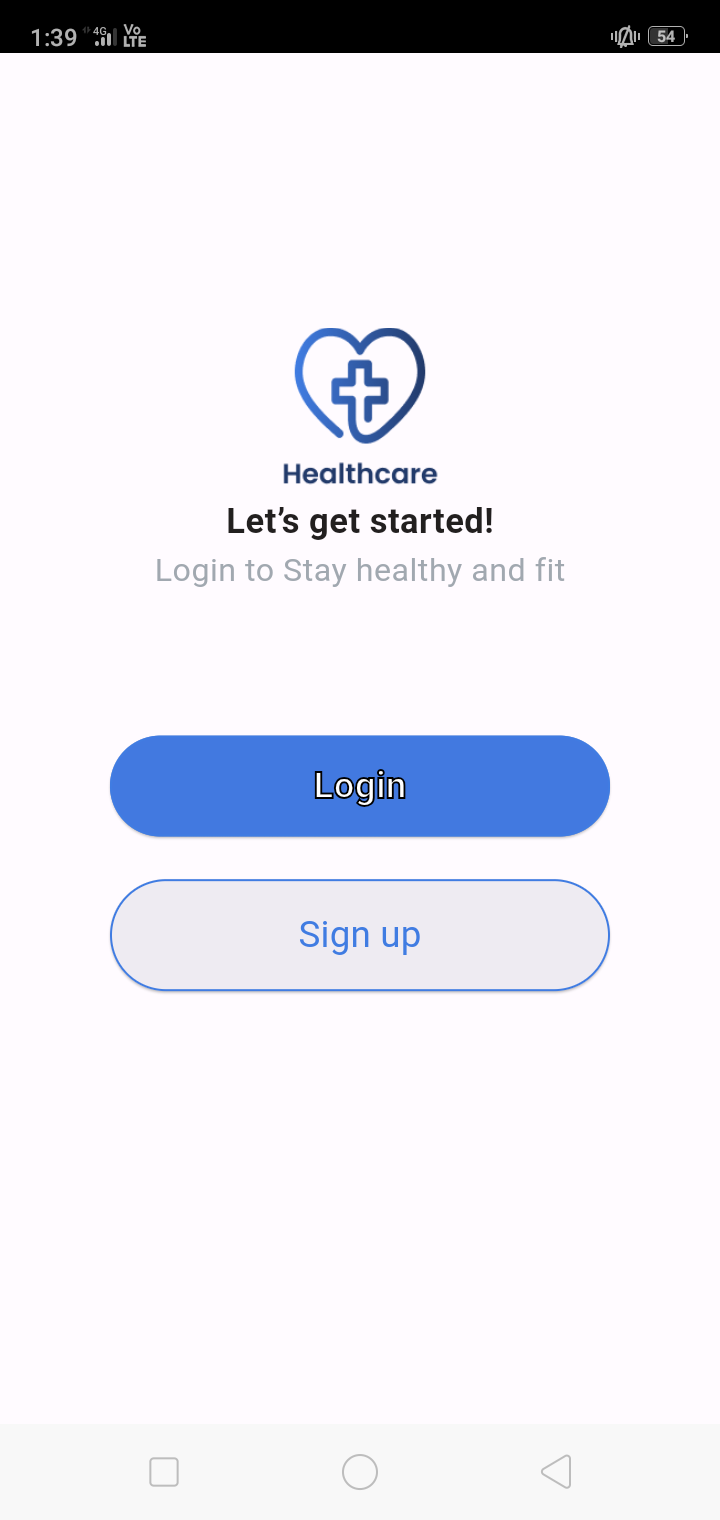 1:39 4G Vo LTE 54
Healthcare
Let’s get started!
Login to Stay healthy and fit
Login
Sign up